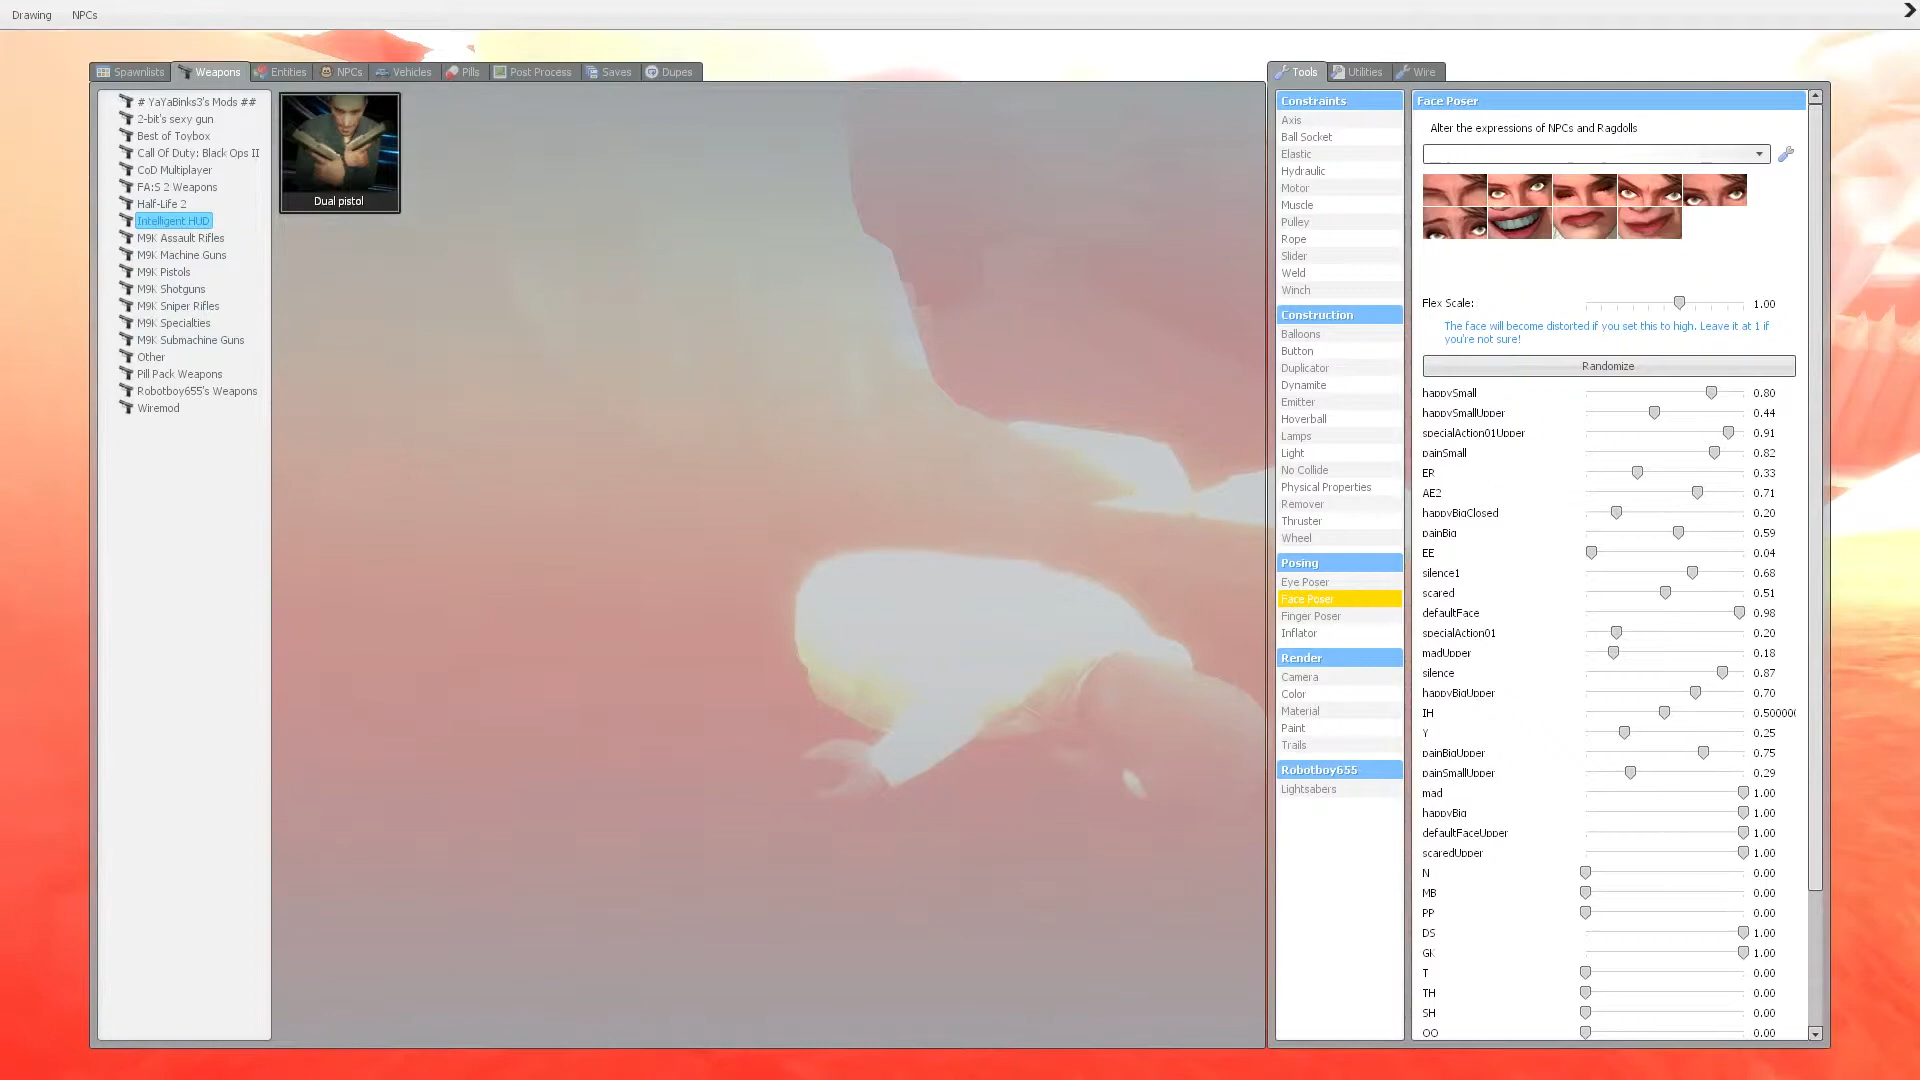 Drawing NPCs
Spawnlists Weapons Entities NPCs Vehicles Pills Post Process Saves Dupes
Tools Utilities Wire
# YaYaBinks3's Mods ##
2-bit's sexy gun
Best of Toybox
Call Of Duty: Black Ops II
CoD Multiplayer
FA:S 2 Weapons
Half-Life 2
Intelligent HUD
M9K Assault Rifles
M9K Machine Guns
M9K Pistols
M9K Shotguns
M9K Sniper Rifles
M9K Specialties
M9K Submachine Guns
Other
Pill Pack Weapons
Robotboy655's Weapons
Wiremod
Dual pistol
Constraints
Axis
Ball Socket
Elastic
Hydraulic
Motor
Muscle
Pulley
Rope
Slider
Weld
Winch
Construction
Balloons
Button
Duplicator
Dynamite
Emitter
Hoverball
Lamps
Light
No Collide
Physical Properties
Remover
Thruster
Wheel
Posing
Eye Poser
Face Poser
Finger Poser
Inflator
Render
Camera
Color
Material
Paint
Trails
Robotboy655
Lightsabers
Face Poser
Alter the expressions of NPCs and Ragdolls
Flex Scale: 1.00
The face will become distorted if you set this to high. Leave it at 1 if
you're not sure!
Randomize
happySmall 0.80
happySmallUpper 0.44
specialAction01Upper 0.91
painSmall 0.82
ER 0.33
AE2 0.71
happyBigClosed 0.20
painBig 0.59
EE 0.04
silence1 0.68
scared 0.51
defaultFace 0.98
specialAction01 0.20
madUpper 0.18
silence 0.87
happyBigUpper 0.70
IH 0.50000
Y 0.25
painBigUpper 0.75
painSmallUpper 0.29
mad 1.00
happyBig 1.00
defaultFaceUpper 1.00
scaredUpper 1.00
N 0.00
MB 0.00
PP 0.00
DS 1.00
GK 1.00
T 0.00
TH 0.00
SH 0.00
OO 0.00